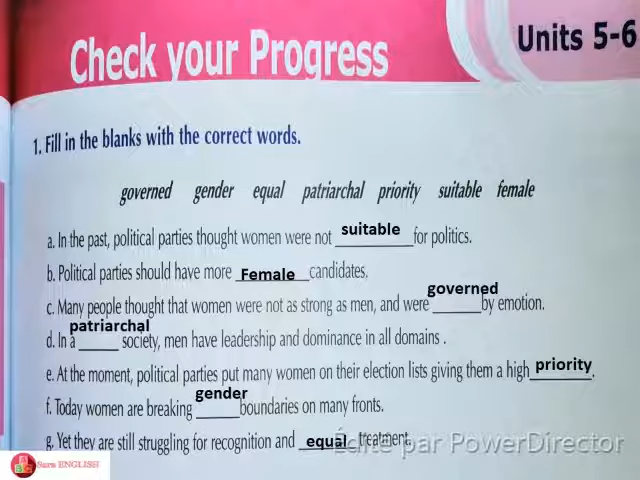 Check your Progress
Units 5-6
1. Fill in the blanks with the correct words.
governed gender equal patriarchal priority suitable female
a. In the past, political parties thought women were not suitable for politics.
b. Political parties should have more Female candidates.
c. Many people thought that women were not as strong as men, and were governed by emotion.
d. In a patriarchal society, men have leadership and dominance in all domains .
e. At the moment, political parties put many women on their election lists giving them a high priority.
f. Today women are breaking gender boundaries on many fronts.
g. Yet they are still struggling for recognition and equal treatment.
Édité par PowerDirector
Sara ENGLISH